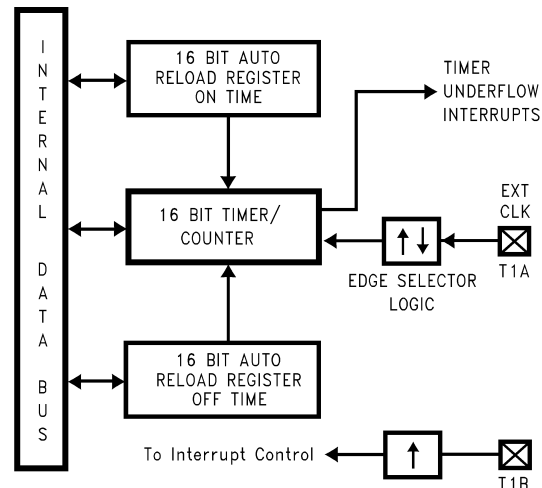 INTERNAL DATA BUS
16 BIT AUTO
RELOAD REGISTER
ON TIME
TIMER
UNDERFLOW
INTERRUPTS
16 BIT TIMER/
COUNTER
EXT
CLK
T1A
EDGE SELECTOR
LOGIC
16 BIT AUTO
RELOAD REGISTER
OFF TIME
To Interrupt Control
T1B